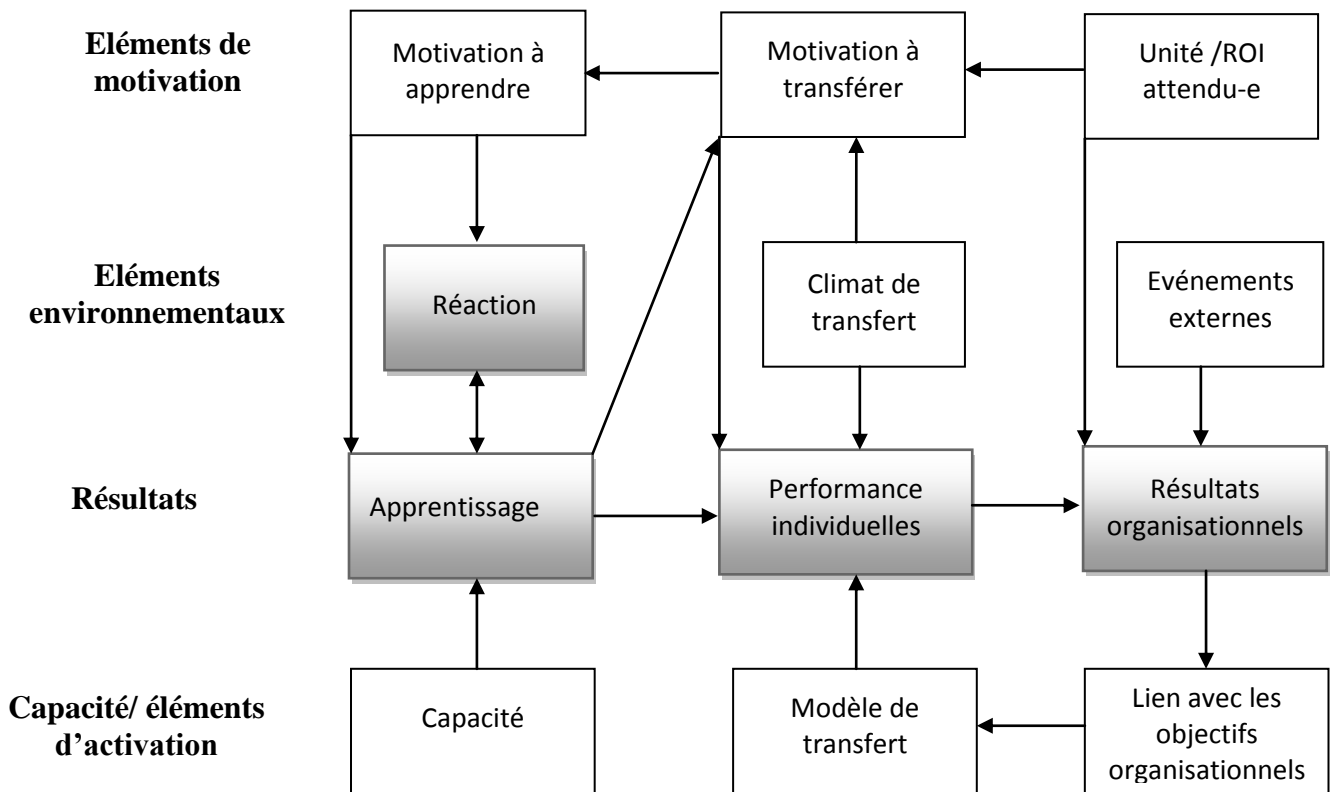 Eléments de
motivation
Motivation à
apprendre
Motivation à
transférer
Unité /ROI
attendu-e
Eléments
environnementaux
Réaction
Climat de
transfert
Evénements
externes
Résultats
Apprentissage
Performance
individuelles
Résultats
organisationnels
Capacité/ éléments
d’activation
Capacité
Modèle de
transfert
Lien avec les
objectifs
organisationnels